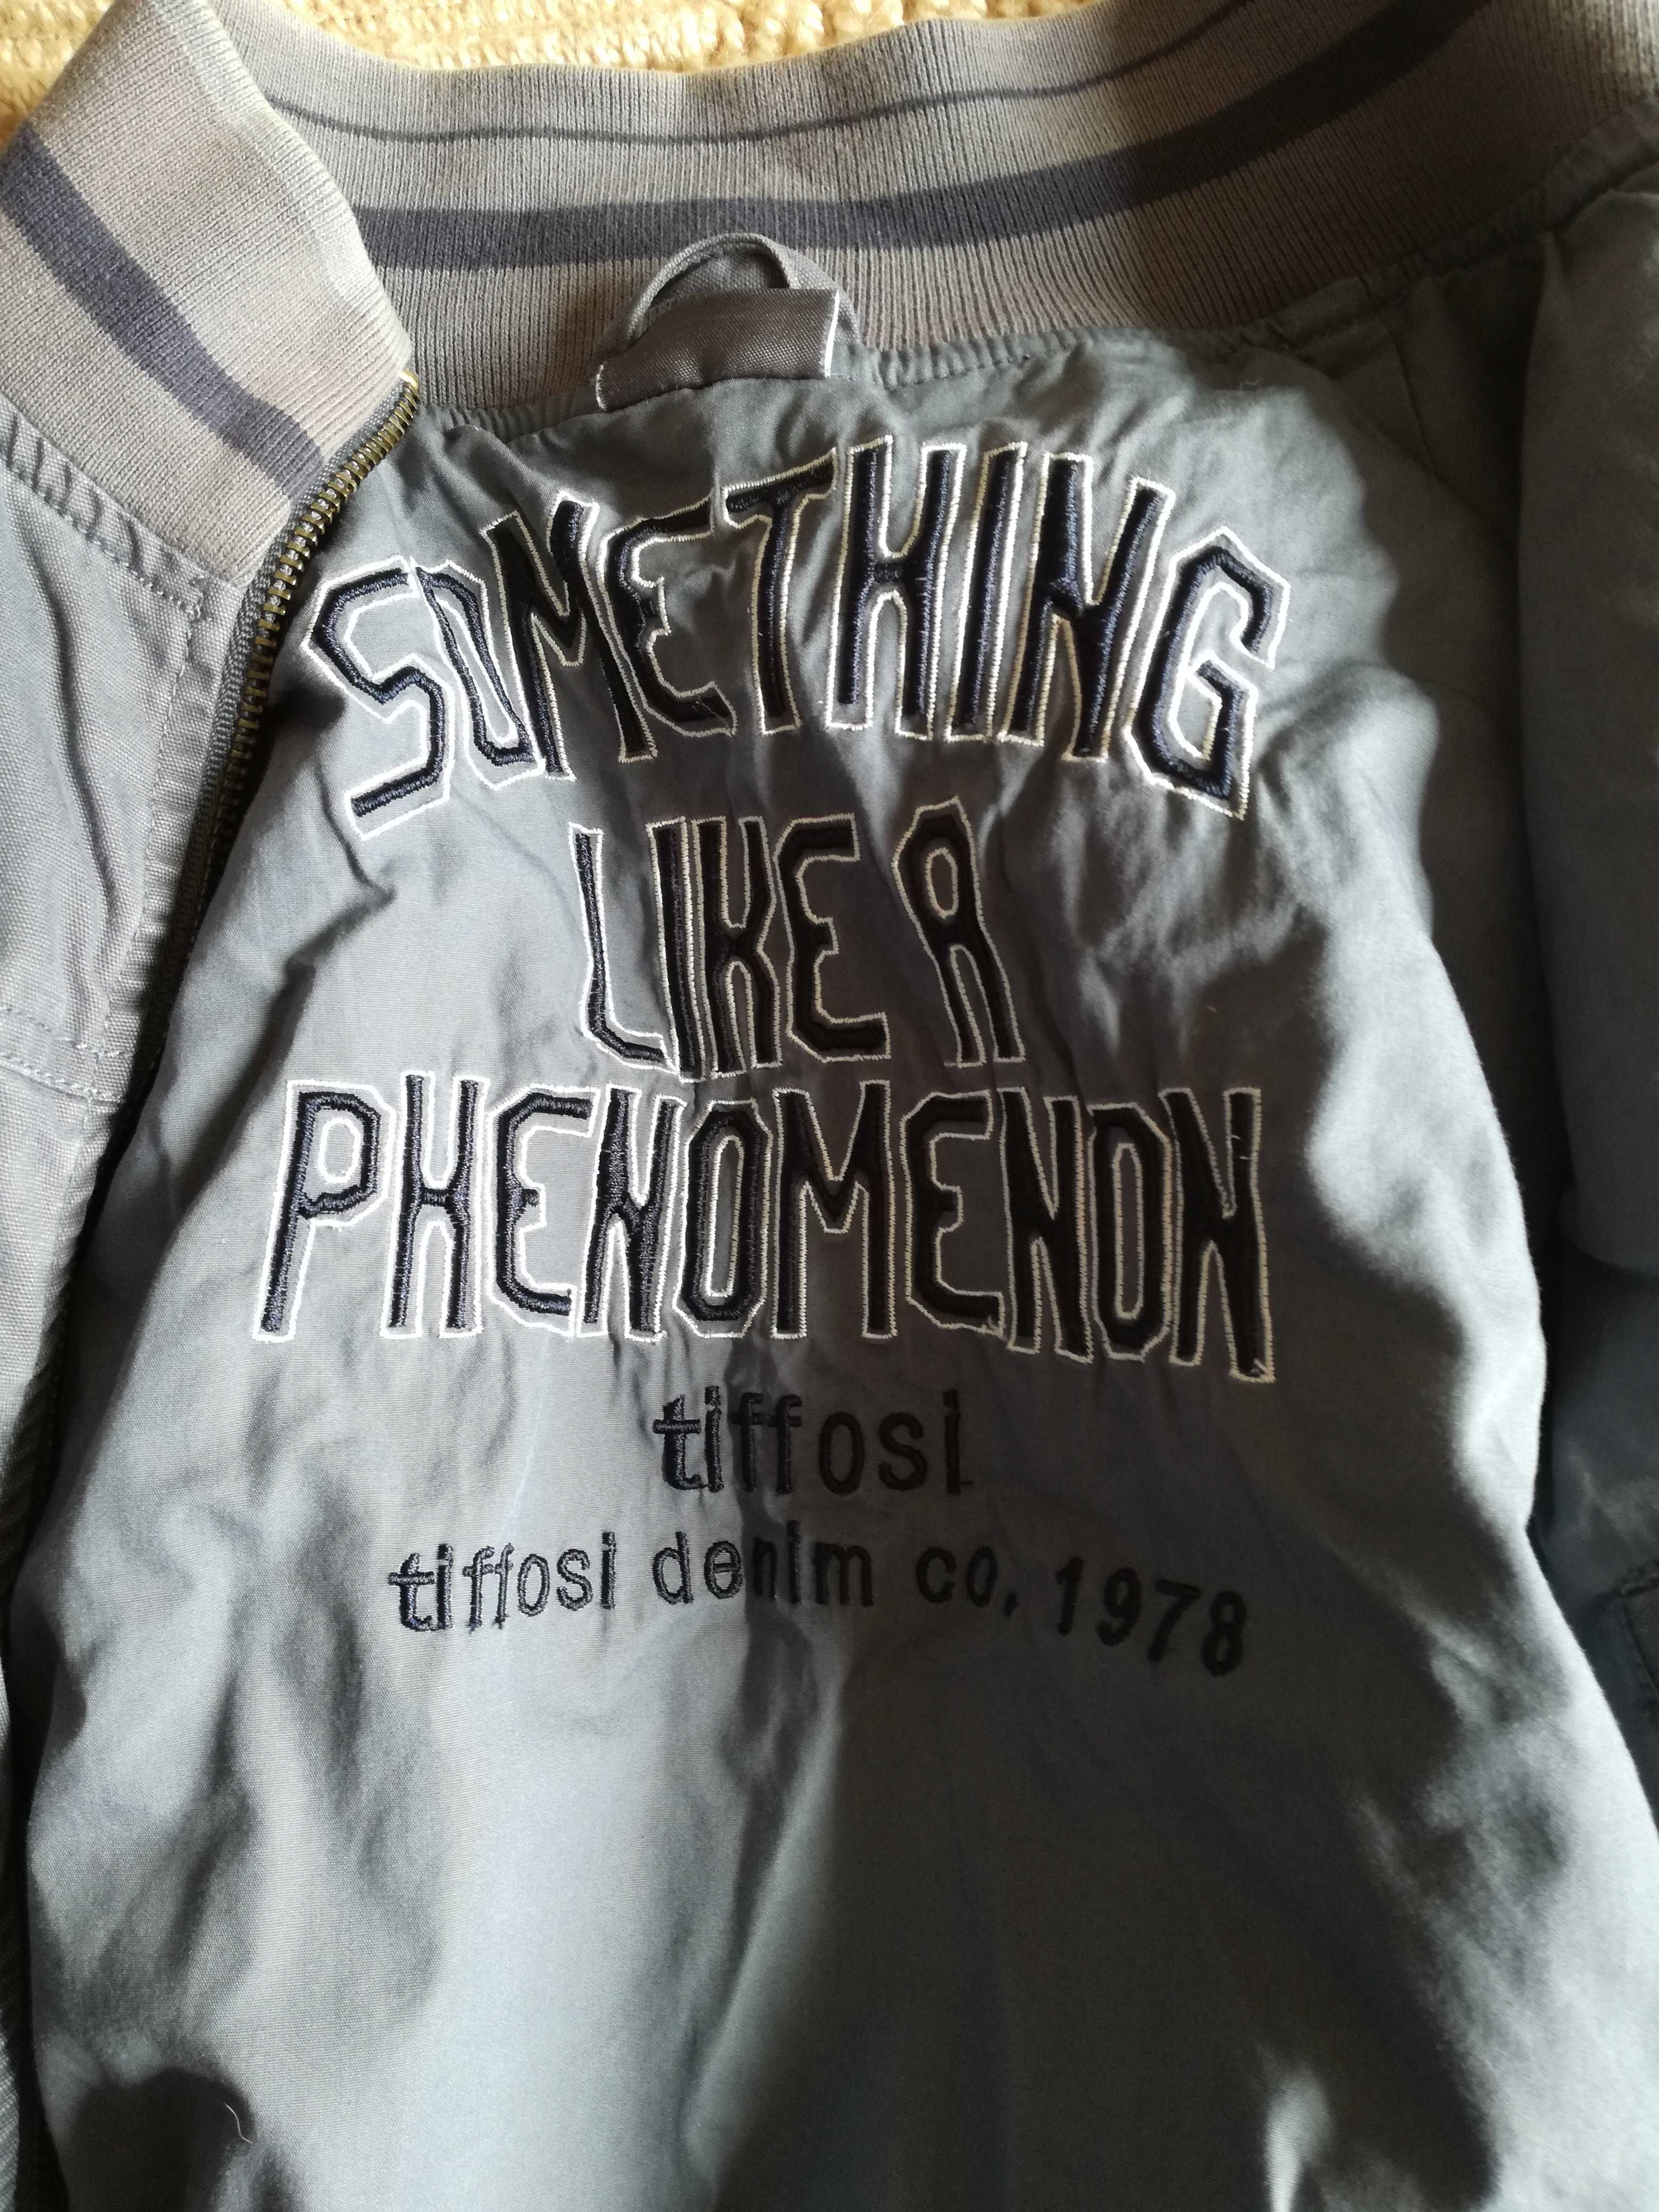 SOMETHING
LIKE A
PHENOMENON
tiffosi
tiffosi denim co, 1978